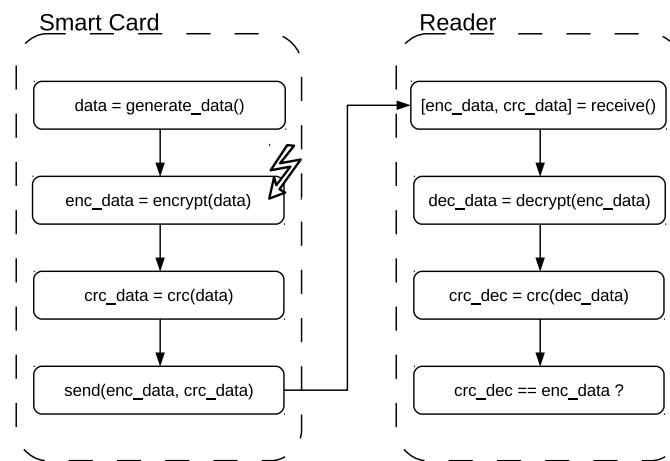 Smart Card
data = generate_data()
enc_data = encrypt(data)
crc_data = crc(data)
send(enc_data, crc_data)
Reader
[enc_data, crc_data] = receive()
dec_data = decrypt(enc_data)
crc_dec = crc(dec_data)
crc_dec == enc_data ?